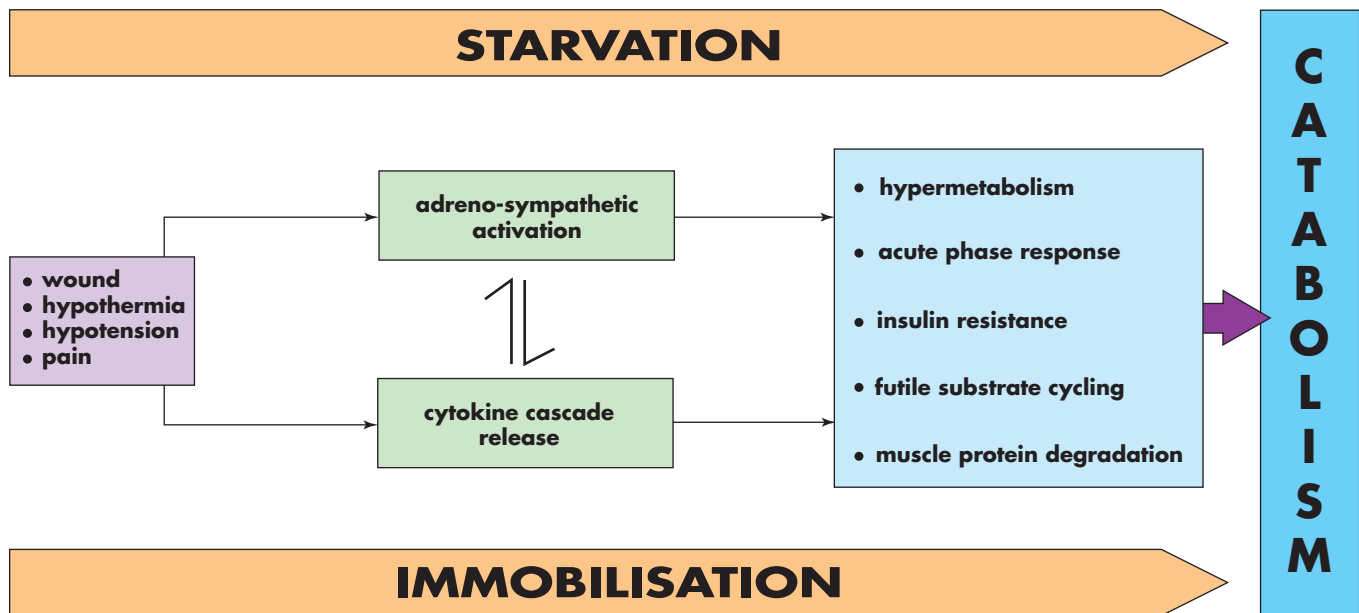 STARVATION
• wound
• hypothermia
• hypotension
• pain
adreno-sympathetic
activation
cytokine cascade
release
• hypermetabolism
• acute phase response
• insulin resistance
• futile substrate cycling
• muscle protein degradation
CATABOLISM
IMMOBILISATION